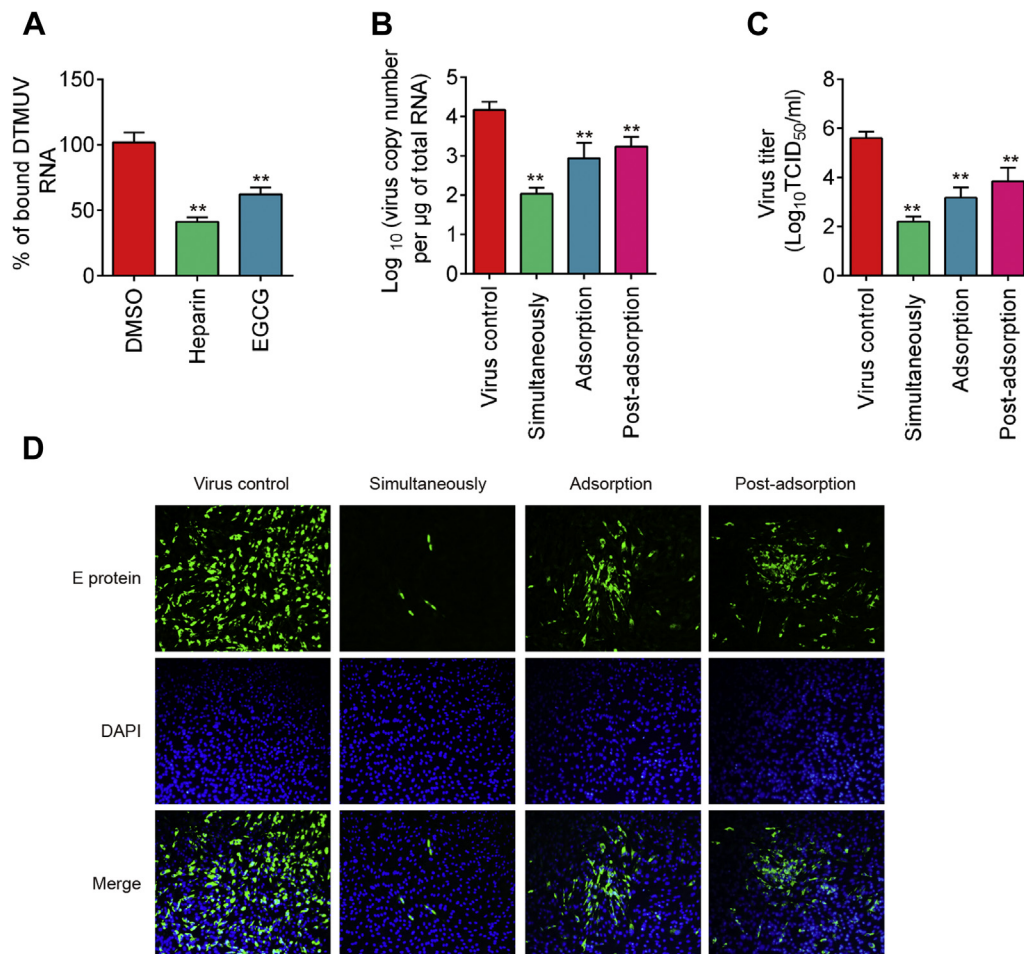 A
% of bound DTMUV
RNA
150
100
50
0
**
**
DMSO
Heparin
EGCG
B
Log 10 (virus copy number
per µg of total RNA)
5
4
3
2
1
0
**
**
**
Virus control
Simultaneously
Adsorption
Post-adsorption
C
Virus titer
(Log10TCID50/ml)
8
6
4
2
0
**
**
**
Virus control
Simultaneously
Adsorption
Post-adsorption
D
Virus control
Simultaneously
Adsorption
Post-adsorption
E protein
DAPI
Merge